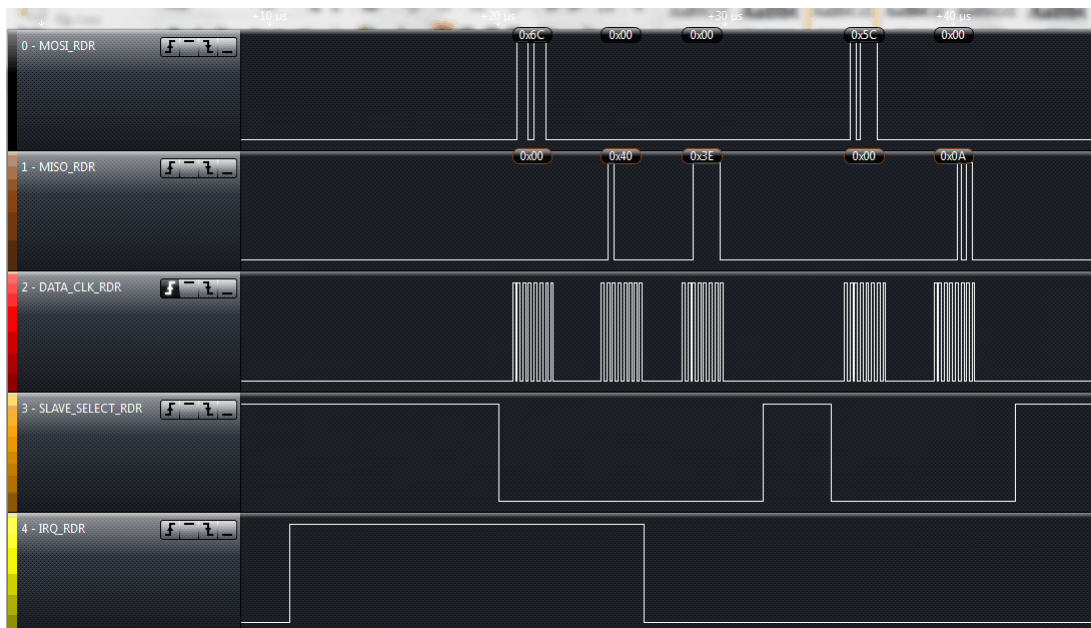 +10 µs +20 µs +30 µs +40 µs
0 - MOSI_RDR
0x6C 0x00 0x00 0x5C 0x00
1 - MISO_RDR
0x00 0x40 0x3E 0x00 0x0A
2 - DATA_CLK_RDR
3 - SLAVE_SELECT_RDR
4 - IRQ_RDR